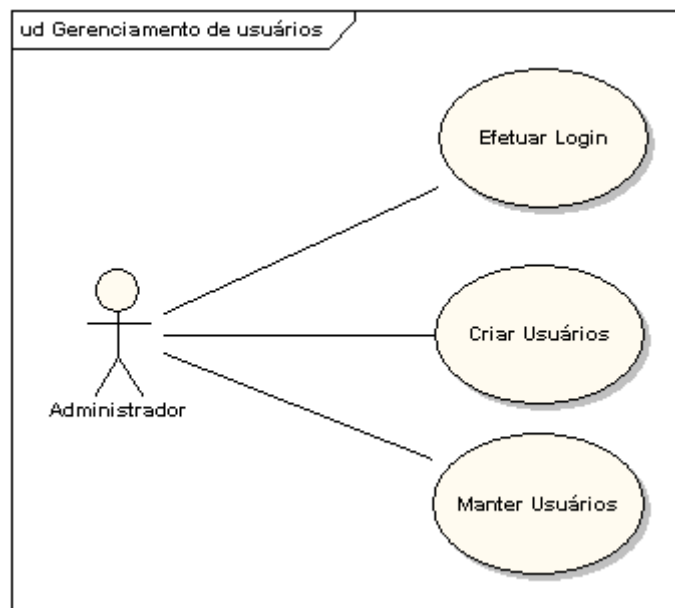 ud Gerenciamento de usuários
Efetuar Login
Criar Usuários
Administrador
Manter Usuários